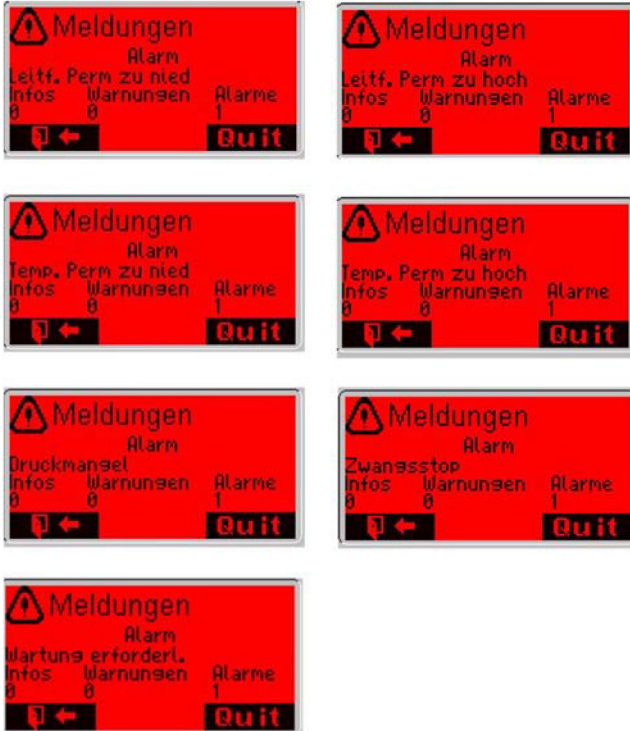 Meldungen
Alarm
Leitf. Perm zu nied
Infos Warnungen Alarme
0 0 1
Quit
Meldungen
Alarm
Leitf. Perm zu hoch
Infos Warnungen Alarme
0 0 1
Quit
Meldungen
Alarm
Temp. Perm zu nied
Infos Warnungen Alarme
0 0 1
Quit
Meldungen
Alarm
Temp. Perm zu hoch
Infos Warnungen Alarme
0 0 1
Quit
Meldungen
Alarm
Druckmangel
Infos Warnungen Alarme
0 0 1
Quit
Meldungen
Alarm
Zwangsstop
Infos Warnungen Alarme
0 0 1
Quit
Meldungen
Alarm
Wartung erforderl.
Infos Warnungen Alarme
0 0 1
Quit